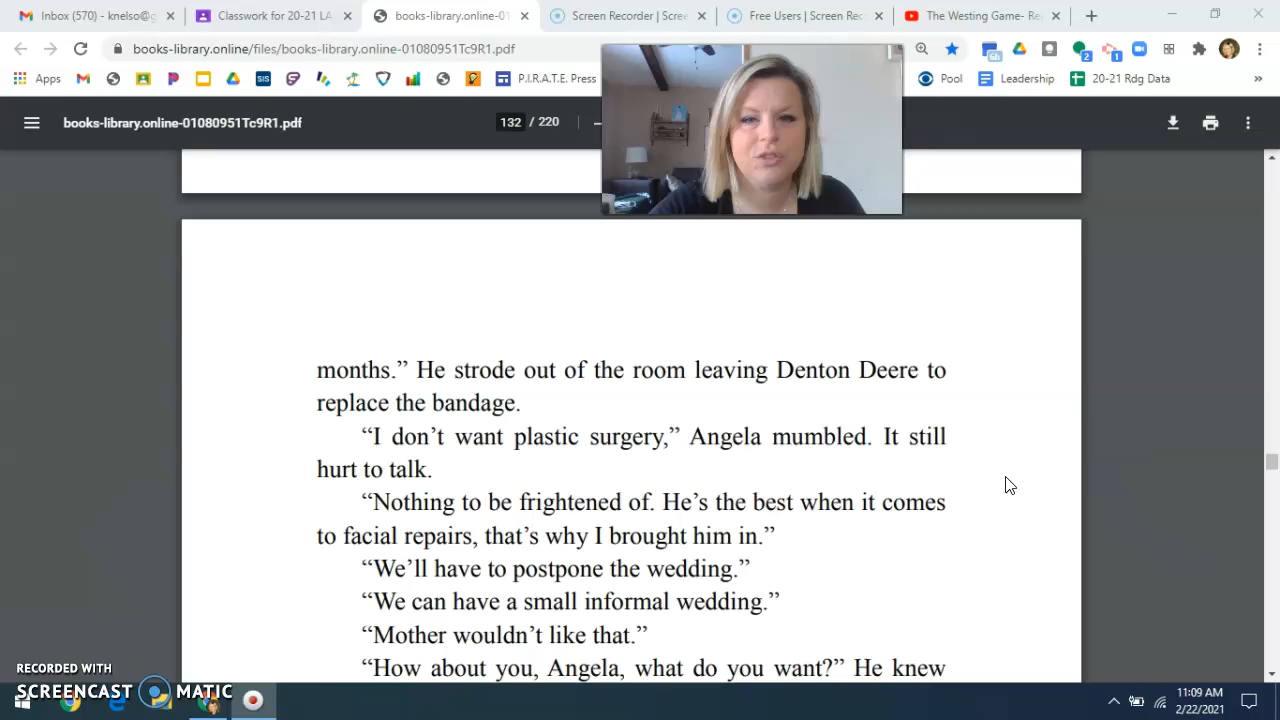 Inbox (570) - knelso@g
Classwork for 20-21 LA
books-library.online-01
Screen Recorder | Scree
Free Users | Screen Rec
The Westing Game- Re
books-library.online/files/books-library.online-01080951Tc9R1.pdf
6h
2
1
Apps
SIS
P.I.R.A.T.E. Press
Pool
Leadership
20-21 Rdg Data
»
books-library.online-01080951Tc9R1.pdf
132 / 220
months.” He strode out of the room leaving Denton Deere to
replace the bandage.
“I don’t want plastic surgery,” Angela mumbled. It still
hurt to talk.
“Nothing to be frightened of. He’s the best when it comes
to facial repairs, that’s why I brought him in.”
“We’ll have to postpone the wedding.”
“We can have a small informal wedding.”
“Mother wouldn’t like that.”
“How about you, Angela, what do you want?” He knew
RECORDED WITH
SCREENCAST MATIC
11:09 AM
2/22/2021